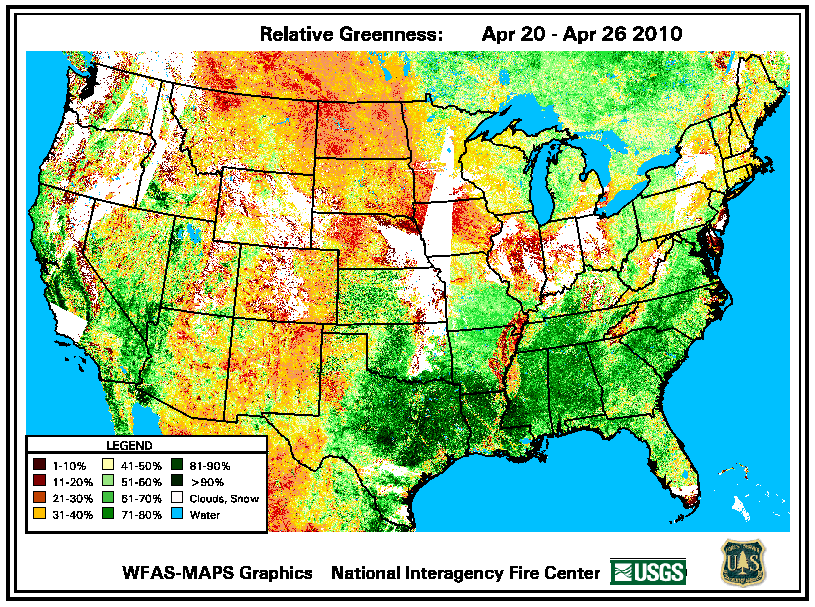 Relative Greenness: Apr 20 - Apr 26 2010
LEGEND
1-10% 41-50% 81-90%
11-20% 51-60% >90%
21-30% 61-70% Clouds, Snow
31-40% 71-80% Water
WFAS-MAPS Graphics National Interagency Fire Center USGS
US